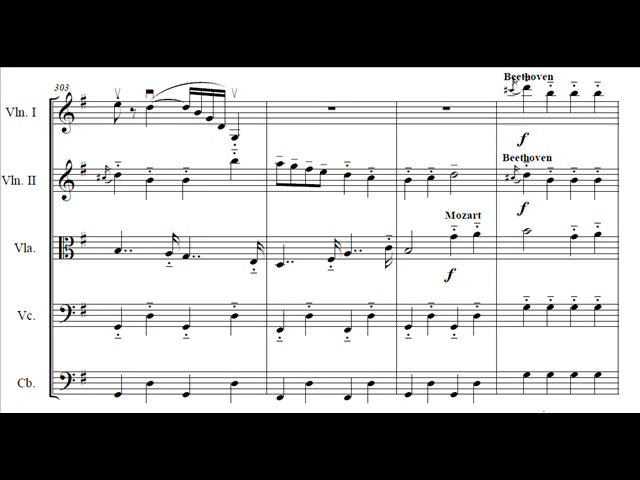 Beethoven
303
Vln. I
f
Beethoven
Vln. II
f
Mozart
Vla.
f
Vc.
Cb.